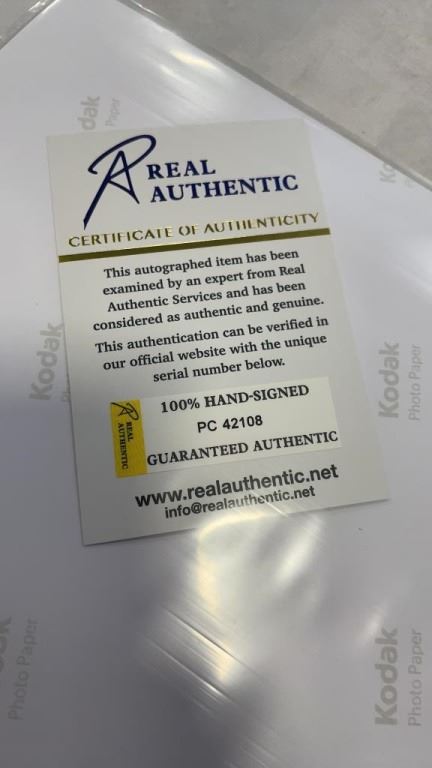 Kodak
Photo Paper
REAL
AUTHENTIC
CERTIFICATE OF AUTHENTICITY
This autographed item has been
examined by an expert from Real
Authentic Services and has been
considered as authentic and genuine.
This authentication can be verified in
our official website with the unique
serial number below.
REAL
AUTHENTIC
100% HAND-SIGNED
PC 42108
GUARANTEED AUTHENTIC
www.realauthentic.net
info@realauthentic.net
Kodak
Kodak
Photo Paper
Photo Paper
Kodak
Photo Paper